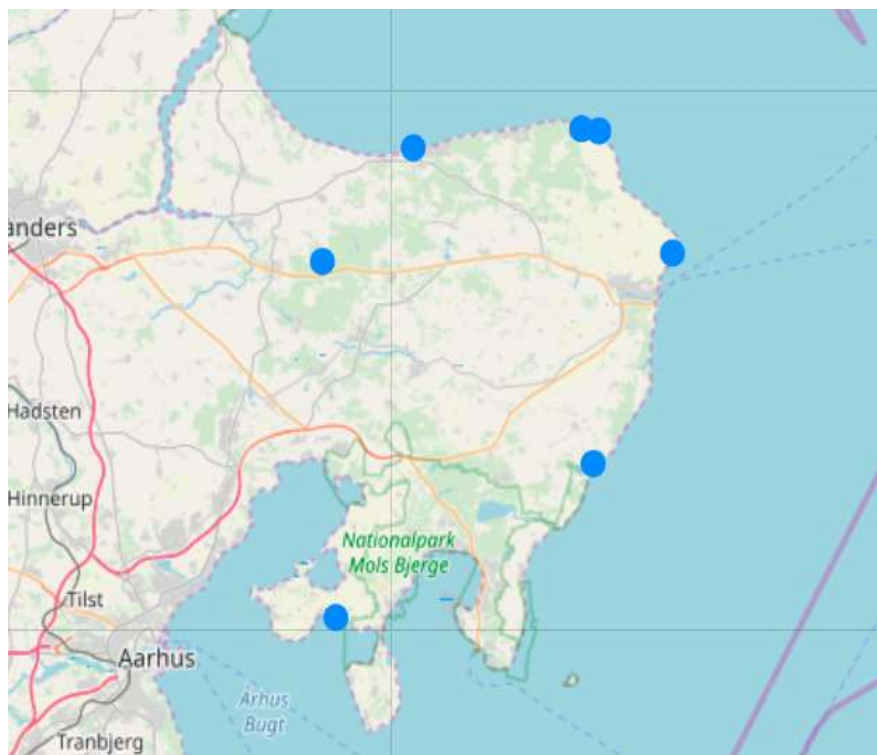 anders
Hadsten
Hinnerup
Nationalpark
Mols Bjerge
Tilst
Aarhus
Århus
Bugt
Tranbjerg